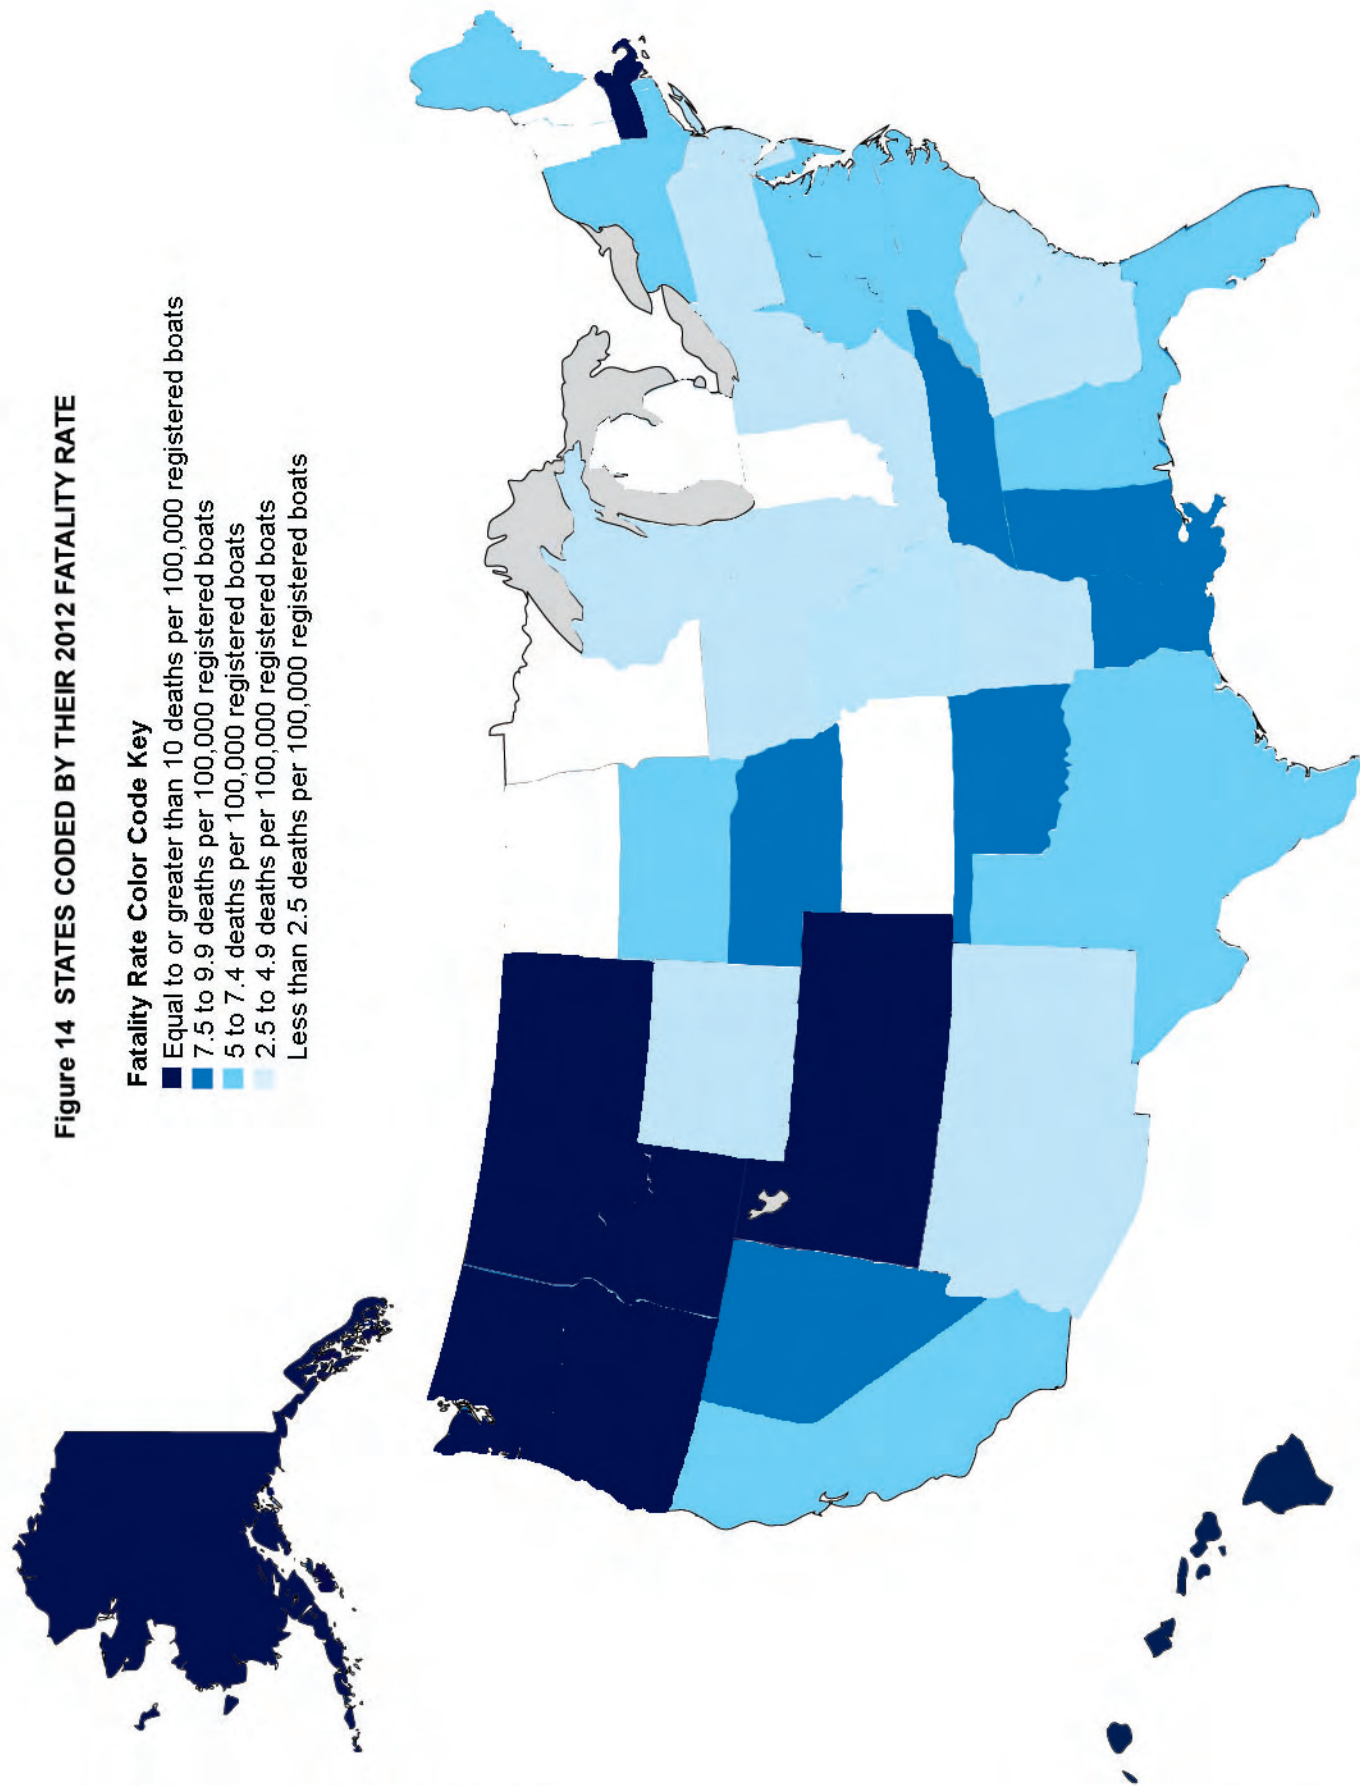 Figure 14 STATES CODED BY THEIR 2012 FATALITY RATE
Fatality Rate Color Code Key
Equal to or greater than 10 deaths per 100,000 registered boats
7.5 to 9.9 deaths per 100,000 registered boats
5 to 7.4 deaths per 100,000 registered boats
2.5 to 4.9 deaths per 100,000 registered boats
Less than 2.5 deaths per 100,000 registered boats